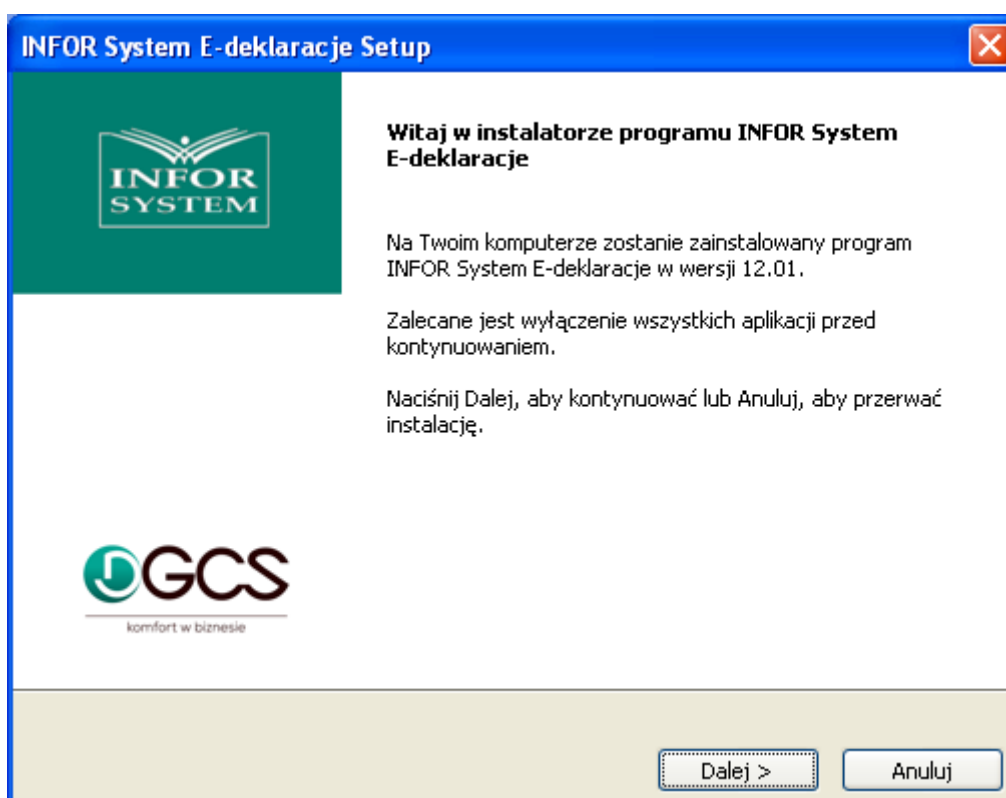 INFOR System E-deklaracje Setup
INFOR
SYSTEM
Witaj w instalatorze programu INFOR System
E-deklaracje
Na Twoim komputerze zostanie zainstalowany program
INFOR System E-deklaracje w wersji 12.01.
Zalecane jest wyłączenie wszystkich aplikacji przed
kontynuowaniem.
Naciśnij Dalej, aby kontynuować lub Anuluj, aby przerwać
instalację.
GCS
komfort w biznesie
Dalej >
Anuluj